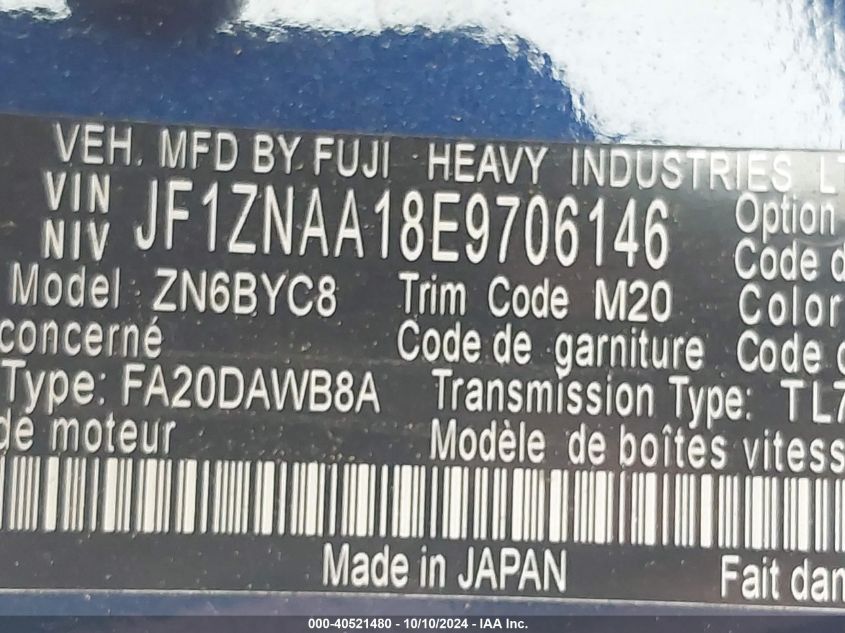 VEH. MFD BY FUJI HEAVY INDUSTRIES
VIN JF1ZNAA18E9706146 Option
NIV Code
Model ZN6BYC8 Trim Code M20 Color
concerné Code de garniture Code
Type: FA20DAWB8A Transmission Type: TL7
de moteur Modèle de boîtes vitess
Made in JAPAN Fait dan
000-40521480 - 10/10/2024 - IAA Inc.